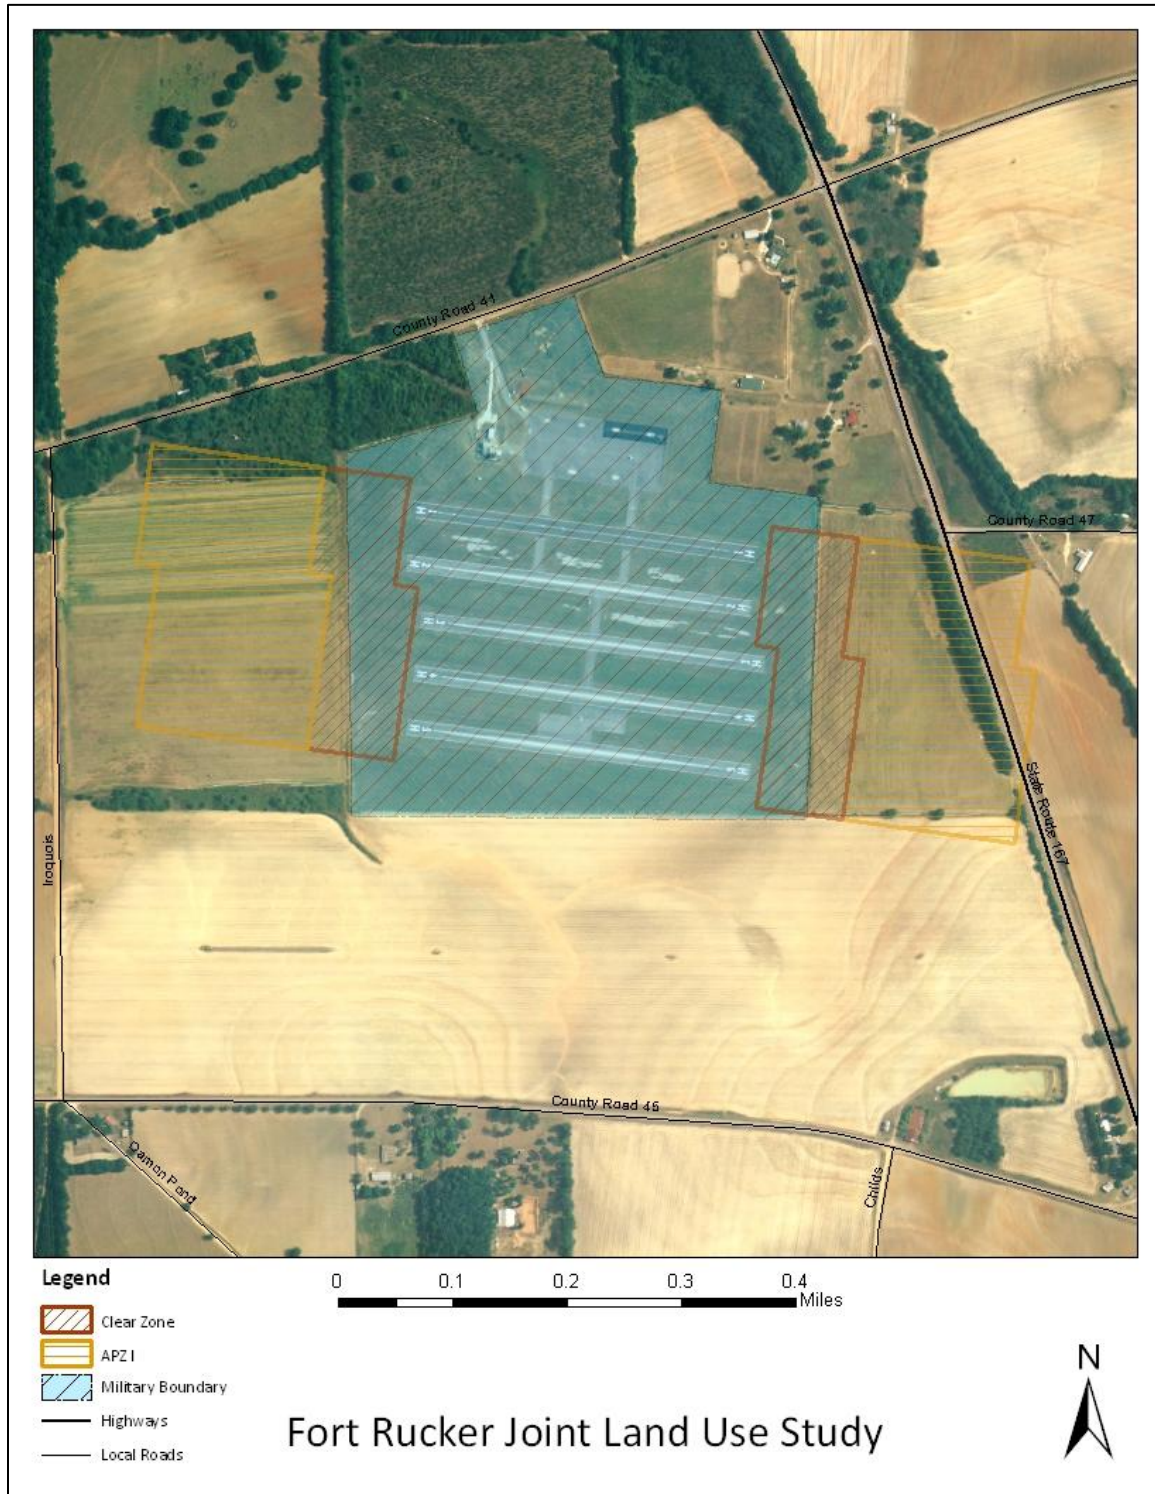 County Road 41
County Road 47
State Route 167
Iroquois
County Road 45
Damon Pond
Childs
Legend
0 0.1 0.2 0.3 0.4
Miles
Clear Zone
APZ I
Military Boundary
Highways
Local Roads
N
Fort Rucker Joint Land Use Study